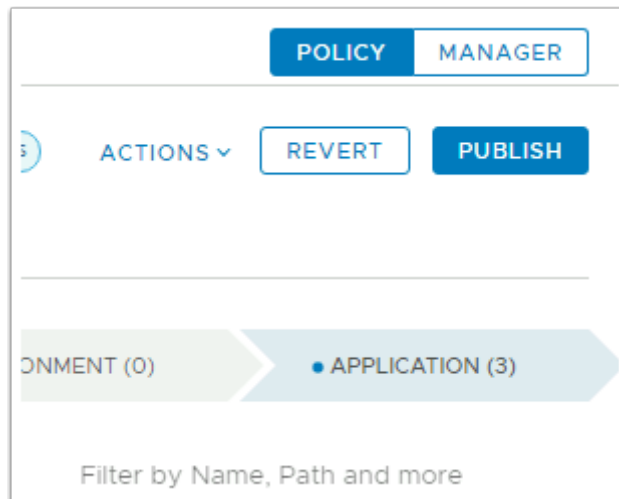 POLICY MANAGER
ACTIONS REVERT PUBLISH
ONMENT (0) APPLICATION (3)
Filter by Name, Path and more